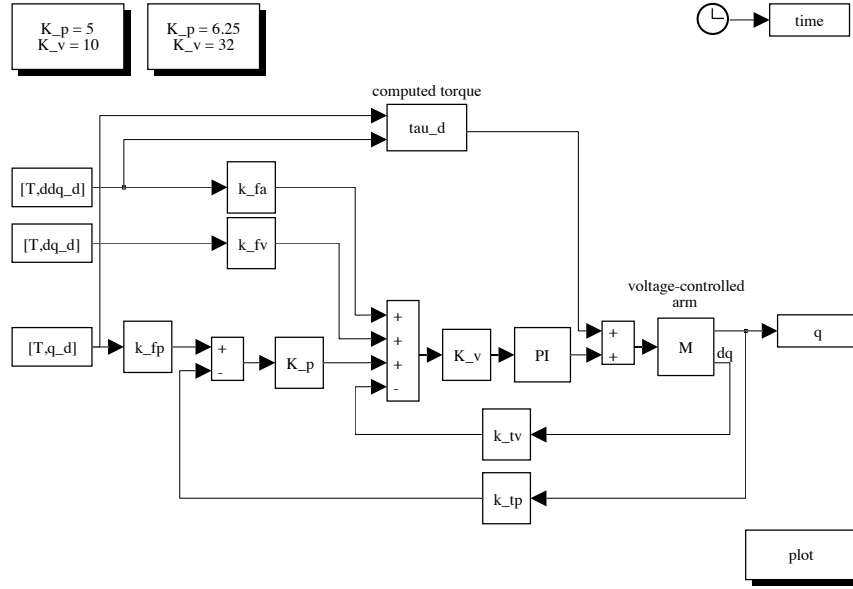 K_p = 5
K_v = 10
K_p = 6.25
K_v = 32
time
computed torque
tau_d
[T,ddq_d]
k_fa
[T,dq_d]
k_fv
voltage-controlled
arm
[T,q_d]
k_fp
+
-
K_p
+
+
+
-
K_v
PI
+
+
M
dq
q
k_tv
k_tp
plot